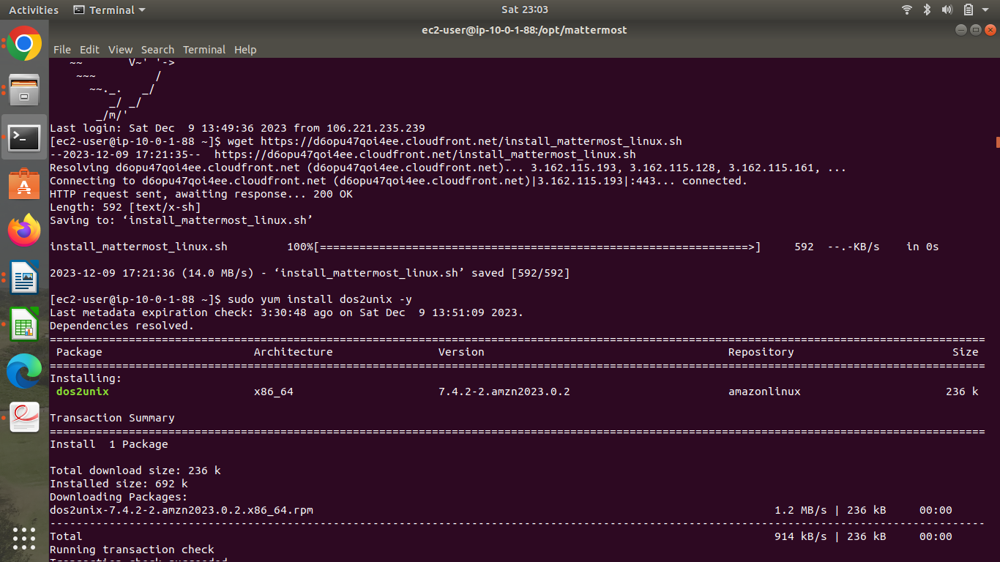 Activities Terminal Sat 23:03
ec2-user@ip-10-0-1-88:/opt/mattermost
File Edit View Search Terminal Help
~~       V~' '->
~~~         /
~~._.   _/
_/ _/
_/m/'
Last login: Sat Dec  9 13:49:36 2023 from 106.221.235.239
[ec2-user@ip-10-0-1-88 ~]$ wget https://d6opu47qoi4ee.cloudfront.net/install_mattermost_linux.sh
--2023-12-09 17:21:35--  https://d6opu47qoi4ee.cloudfront.net/install_mattermost_linux.sh
Resolving d6opu47qoi4ee.cloudfront.net (d6opu47qoi4ee.cloudfront.net)... 3.162.115.193, 3.162.115.128, 3.162.115.161, ...
Connecting to d6opu47qoi4ee.cloudfront.net (d6opu47qoi4ee.cloudfront.net)|3.162.115.193|:443... connected.
HTTP request sent, awaiting response... 200 OK
Length: 592 [text/x-sh]
Saving to: ‘install_mattermost_linux.sh’
install_mattermost_linux.sh         100%[=================================================================>]     592  --.-KB/s    in 0s
2023-12-09 17:21:36 (14.0 MB/s) - ‘install_mattermost_linux.sh’ saved [592/592]
[ec2-user@ip-10-0-1-88 ~]$ sudo yum install dos2unix -y
Last metadata expiration check: 3:30:48 ago on Sat Dec  9 13:51:09 2023.
Dependencies resolved.
Package Architecture Version Repository Size
Installing:
dos2unix x86_64 7.4.2-2.amzn2023.0.2 amazonlinux 236 k
Transaction Summary
Install  1 Package
Total download size: 236 k
Installed size: 692 k
Downloading Packages:
dos2unix-7.4.2-2.amzn2023.0.2.x86_64.rpm 1.2 MB/s | 236 kB     00:00
Total 914 kB/s | 236 kB     00:00
Running transaction check
Transaction check succeeded